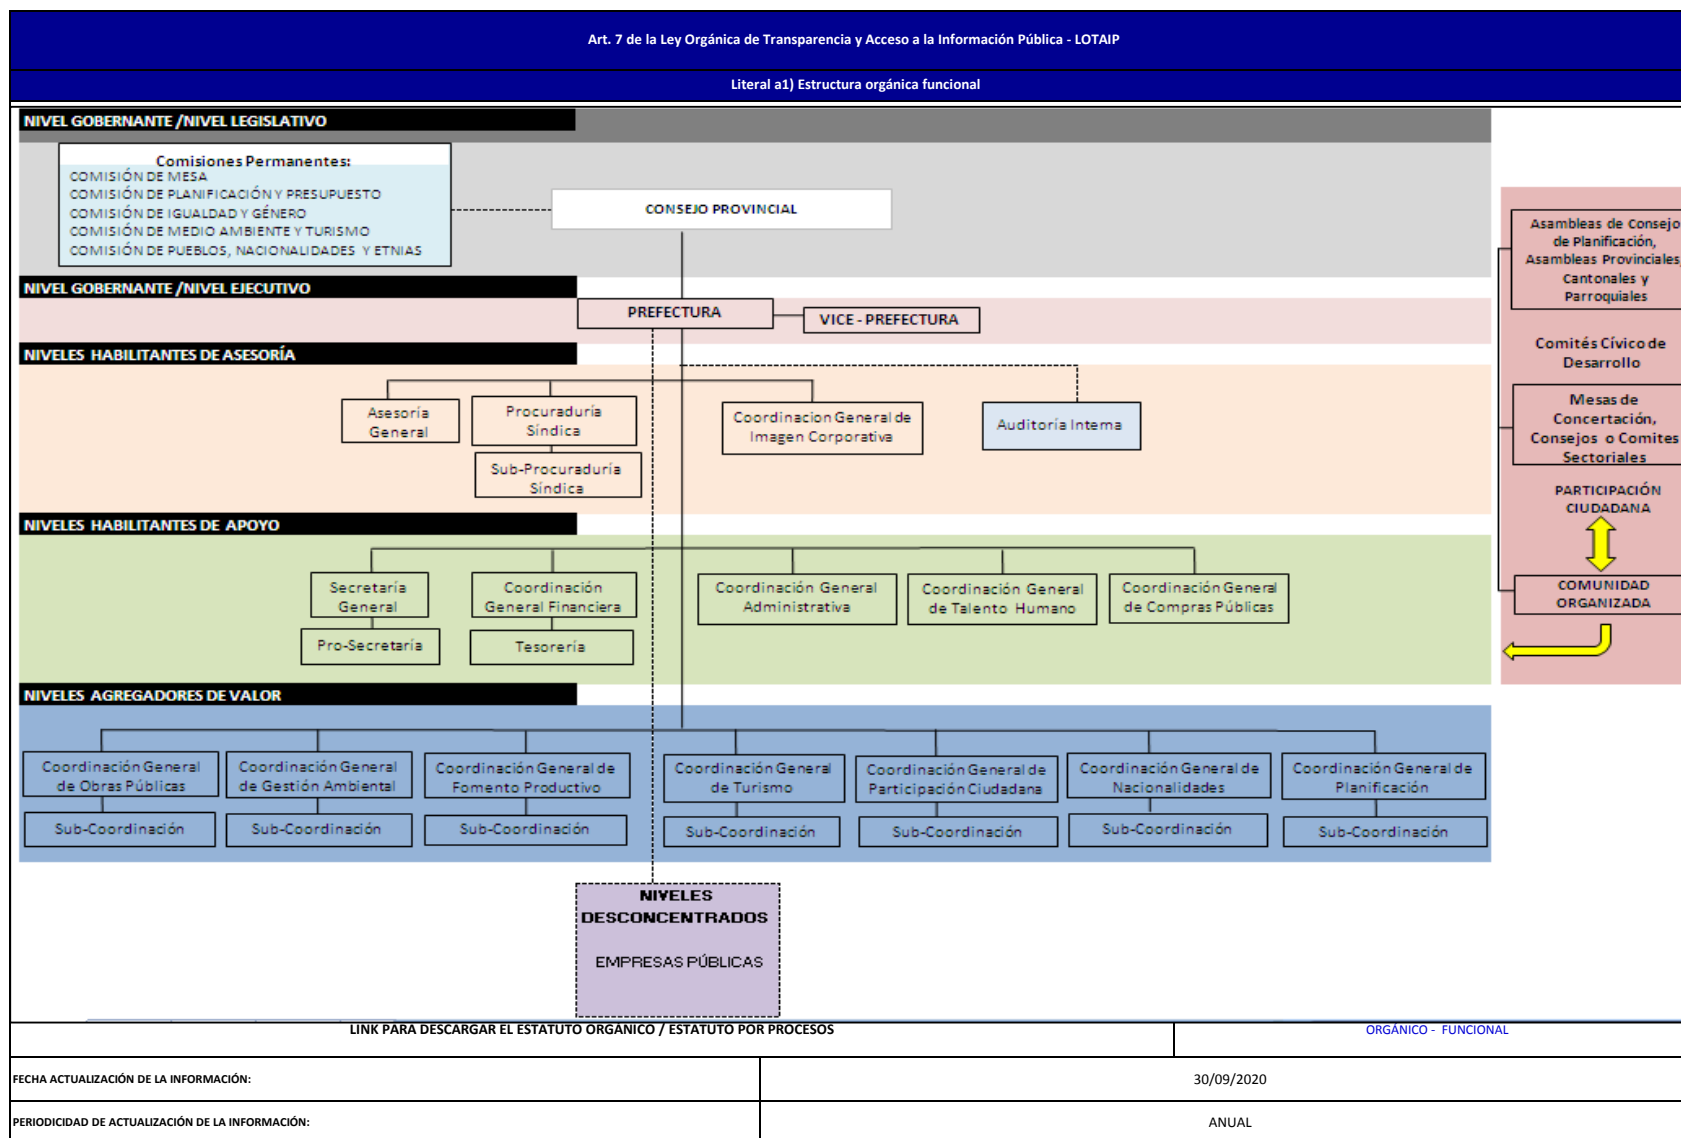 Art. 7 de la Ley Orgánica de Transparencia y Acceso a la Información Pública - LOTAIP
Literal a1) Estructura orgánica funcional
NIVEL GOBERNANTE /NIVEL LEGISLATIVO
Comisiones Permanentes:
COMISIÓN DE MESA
COMISIÓN DE PLANIFICACIÓN Y PRESUPUESTO
COMISIÓN DE IGUALDAD Y GÉNERO
COMISIÓN DE MEDIO AMBIENTE Y TURISMO
COMISIÓN DE PUEBLOS, NACIONALIDADES Y ETNIAS
CONSEJO PROVINCIAL
NIVEL GOBERNANTE /NIVEL EJECUTIVO
PREFECTURA
VICE - PREFECTURA
NIVELES HABILITANTES DE ASESORÍA
Asesoría
General
Procuraduría
Síndica
Sub-Procuraduría
Síndica
Coordinacion General de
Imagen Corporativa
Auditoría Interna
NIVELES HABILITANTES DE APOYO
Secretaría
General
Pro-Secretaría
Coordinación
General Financiera
Tesorería
Coordinación General
Administrativa
Coordinación General
de Talento Humano
Coordinación General
de Compras Públicas
NIVELES AGREGADORES DE VALOR
Coordinación General
de Obras Públicas
Sub-Coordinación
Coordinación General
de Gestión Ambiental
Sub-Coordinación
Coordinación General de
Fomento Productivo
Sub-Coordinación
Coordinación General
de Turismo
Sub-Coordinación
Coordinación General de
Participación Ciudadana
Sub-Coordinación
Coordinación General de
Nacionalidades
Sub-Coordinación
Coordinación General de
Planificación
Sub-Coordinación
NIVELES
DESCONCENTRADOS
EMPRESAS PÚBLICAS
Asambleas de Consejo
de Planificación,
Asambleas Provinciales,
Cantonales y
Parroquiales
Comités Cívico de
Desarrollo
Mesas de
Concertación,
Consejos o Comites
Sectoriales
PARTICIPACIÓN
CIUDADANA
COMUNIDAD
ORGANIZADA
LINK PARA DESCARGAR EL ESTATUTO ORGÁNICO / ESTATUTO POR PROCESOS
ORGÁNICO - FUNCIONAL
FECHA ACTUALIZACIÓN DE LA INFORMACIÓN:
30/09/2020
PERIODICIDAD DE ACTUALIZACIÓN DE LA INFORMACIÓN:
ANUAL